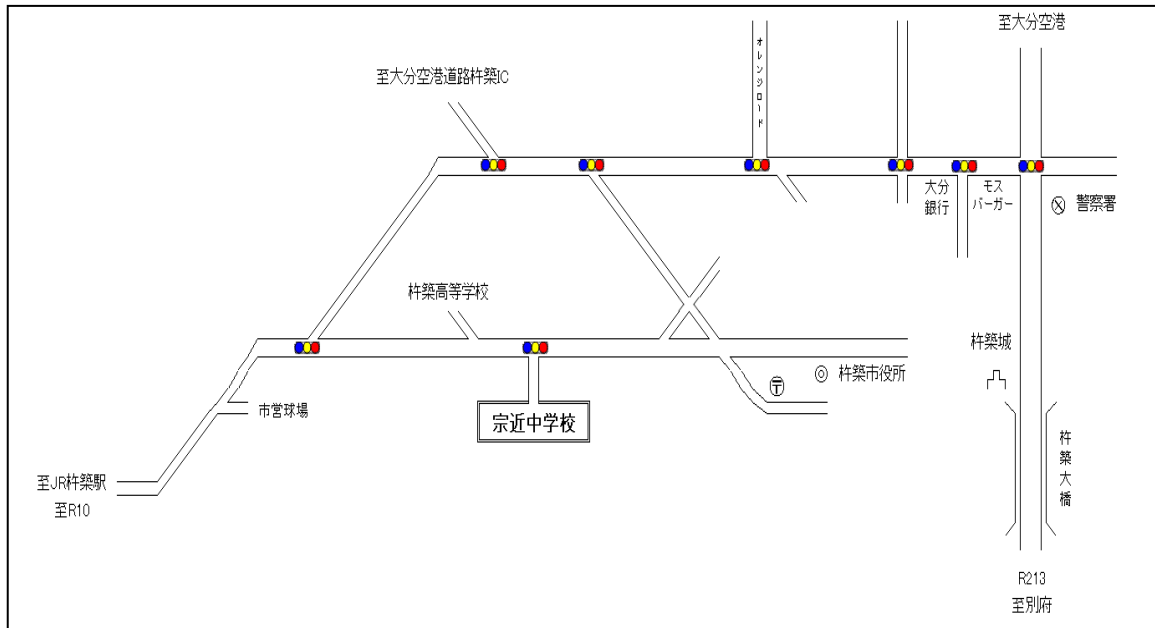 至大分空港
オレンジロード
至大分空港道路杵築IC
大分
銀行
モス
バーガー
警察署
杵築高等学校
杵築城
〒
杵築市役所
市営球場
宗近中学校
杵築大橋
至JR杵築駅
至R10
R213
至別府